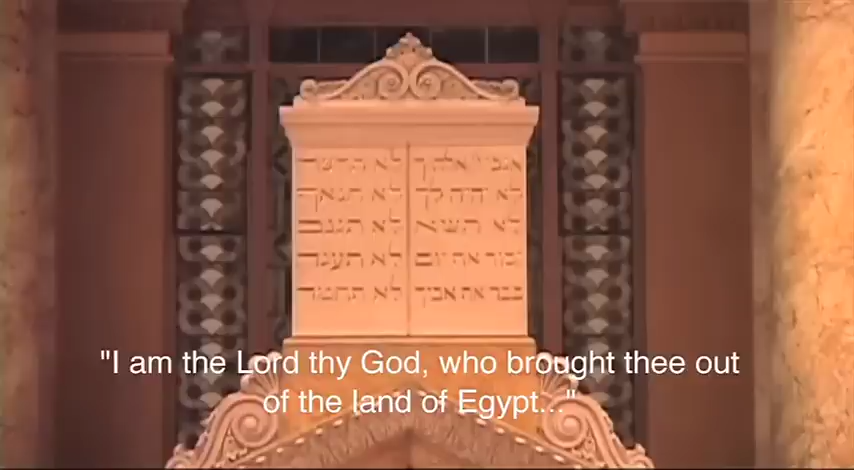 אנכי יי אלהיך
לא יהיה לך
לא תשא
זכור את יום
כבד את אביך
לא תרצח
לא תנאף
לא תגנב
לא תענה
לא תחמד
"I am the Lord thy God, who brought thee out
of the land of Egypt..."